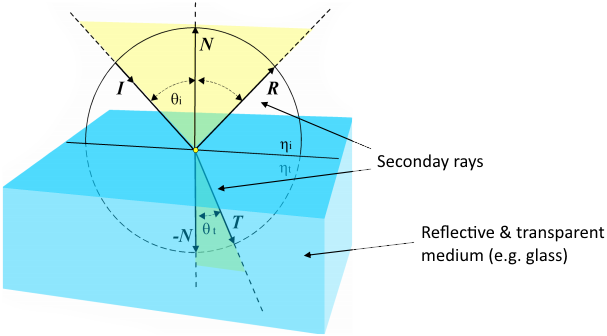 N
I
R
θi
ηi
ηt
Seconday rays
θt
T
-N
Reflective & transparent
medium (e.g. glass)